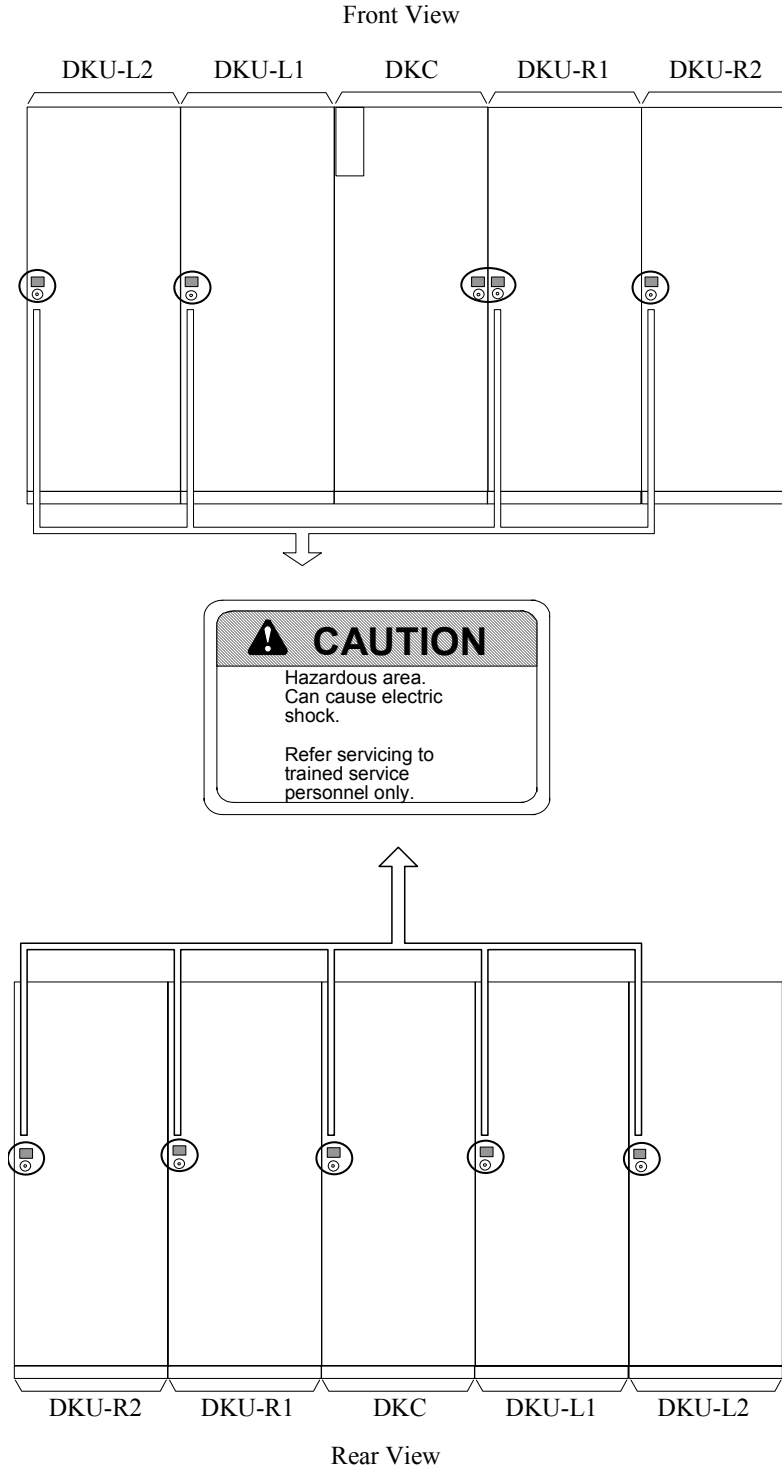 Front View
DKU-L2 DKU-L1 DKC DKU-R1 DKU-R2
CAUTION
Hazardous area.
Can cause electric
shock.
Refer servicing to
trained service
personnel only.
DKU-R2 DKU-R1 DKC DKU-L1 DKU-L2
Rear View